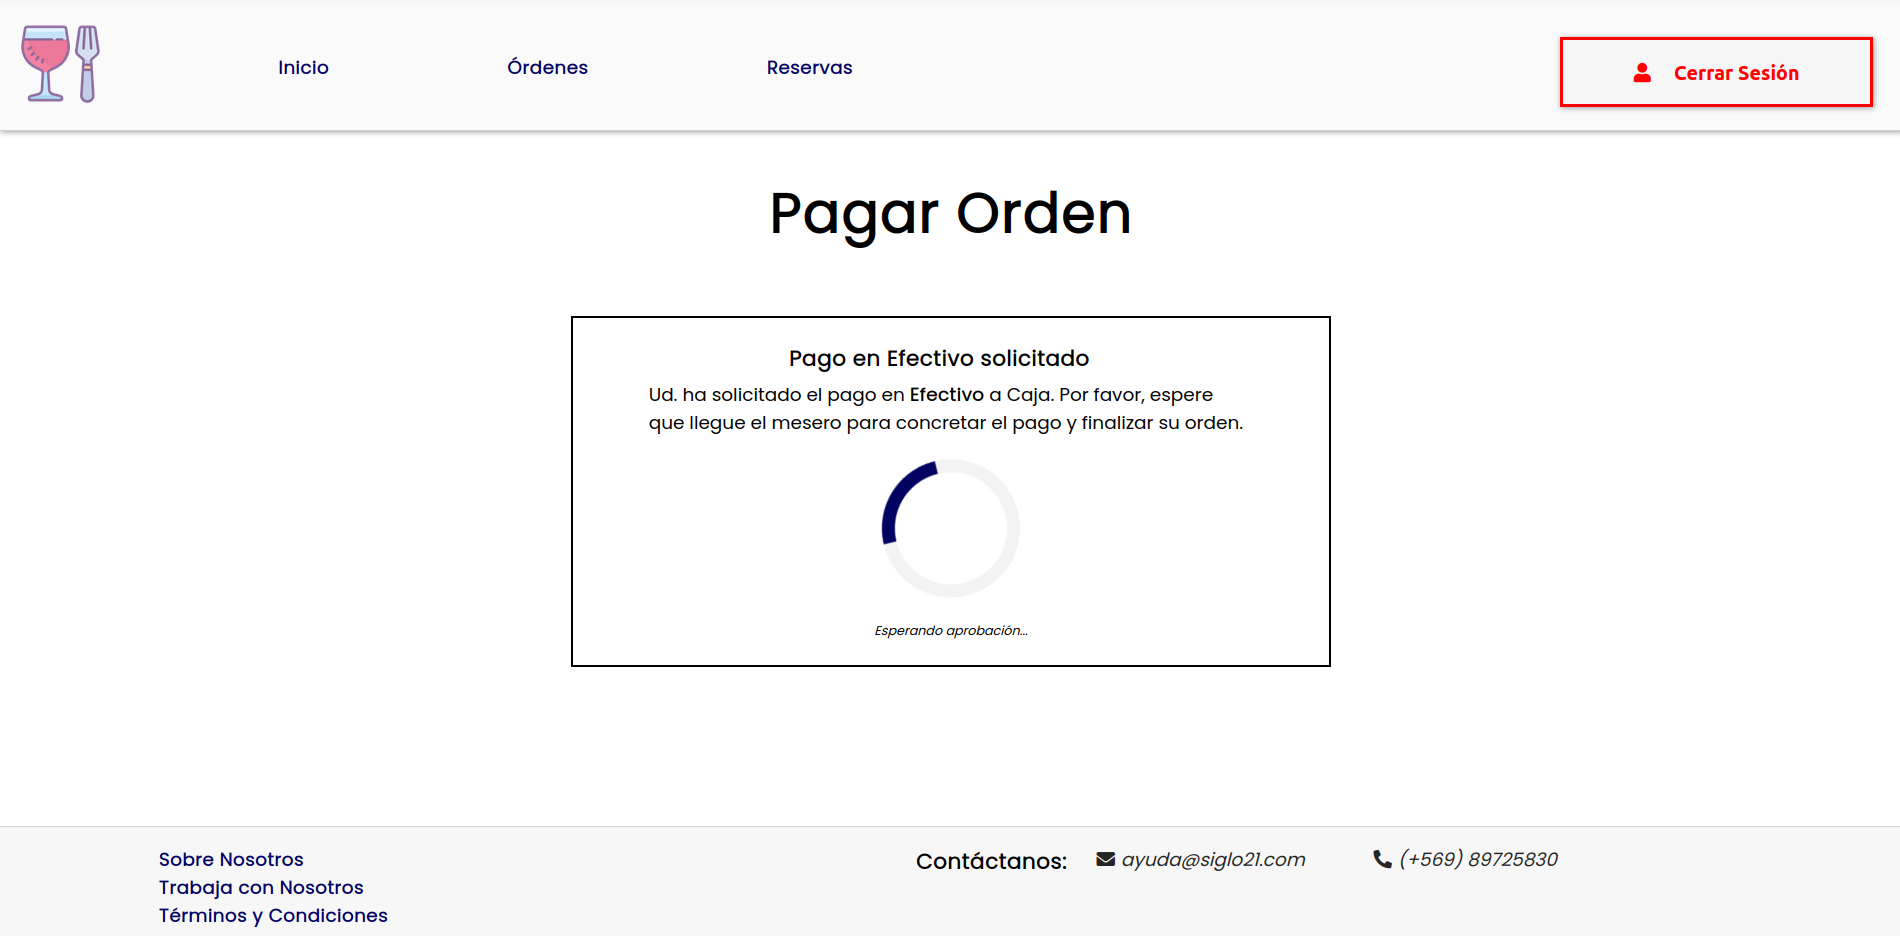 Inicio
Órdenes
Reservas
Cerrar Sesión
Pagar Orden
Pago en Efectivo solicitado
Ud. ha solicitado el pago en Efectivo a Caja. Por favor, espere
que llegue el mesero para concretar el pago y finalizar su orden.
Esperando aprobación...
Sobre Nosotros
Trabaja con Nosotros
Términos y Condiciones
Contáctanos:
ayuda@siglo21.com
(+569) 89725830